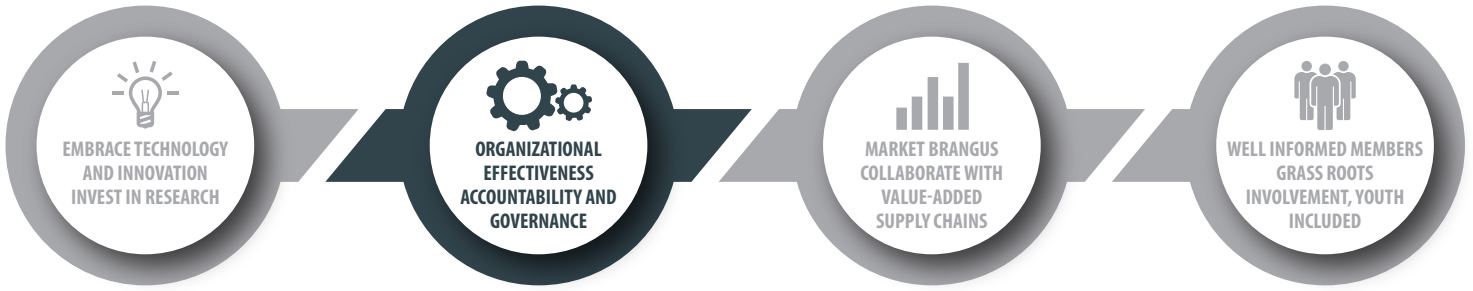 EMBRACE TECHNOLOGY
AND INNOVATION
INVEST IN RESEARCH
ORGANIZATIONAL
EFFECTIVENESS
ACCOUNTABILITY AND
GOVERNANCE
MARKET BRANGUS
COLLABORATE WITH
VALUE-ADDED
SUPPLY CHAINS
WELL INFORMED MEMBERS
GRASS ROOTS
INVOLVEMENT, YOUTH
INCLUDED